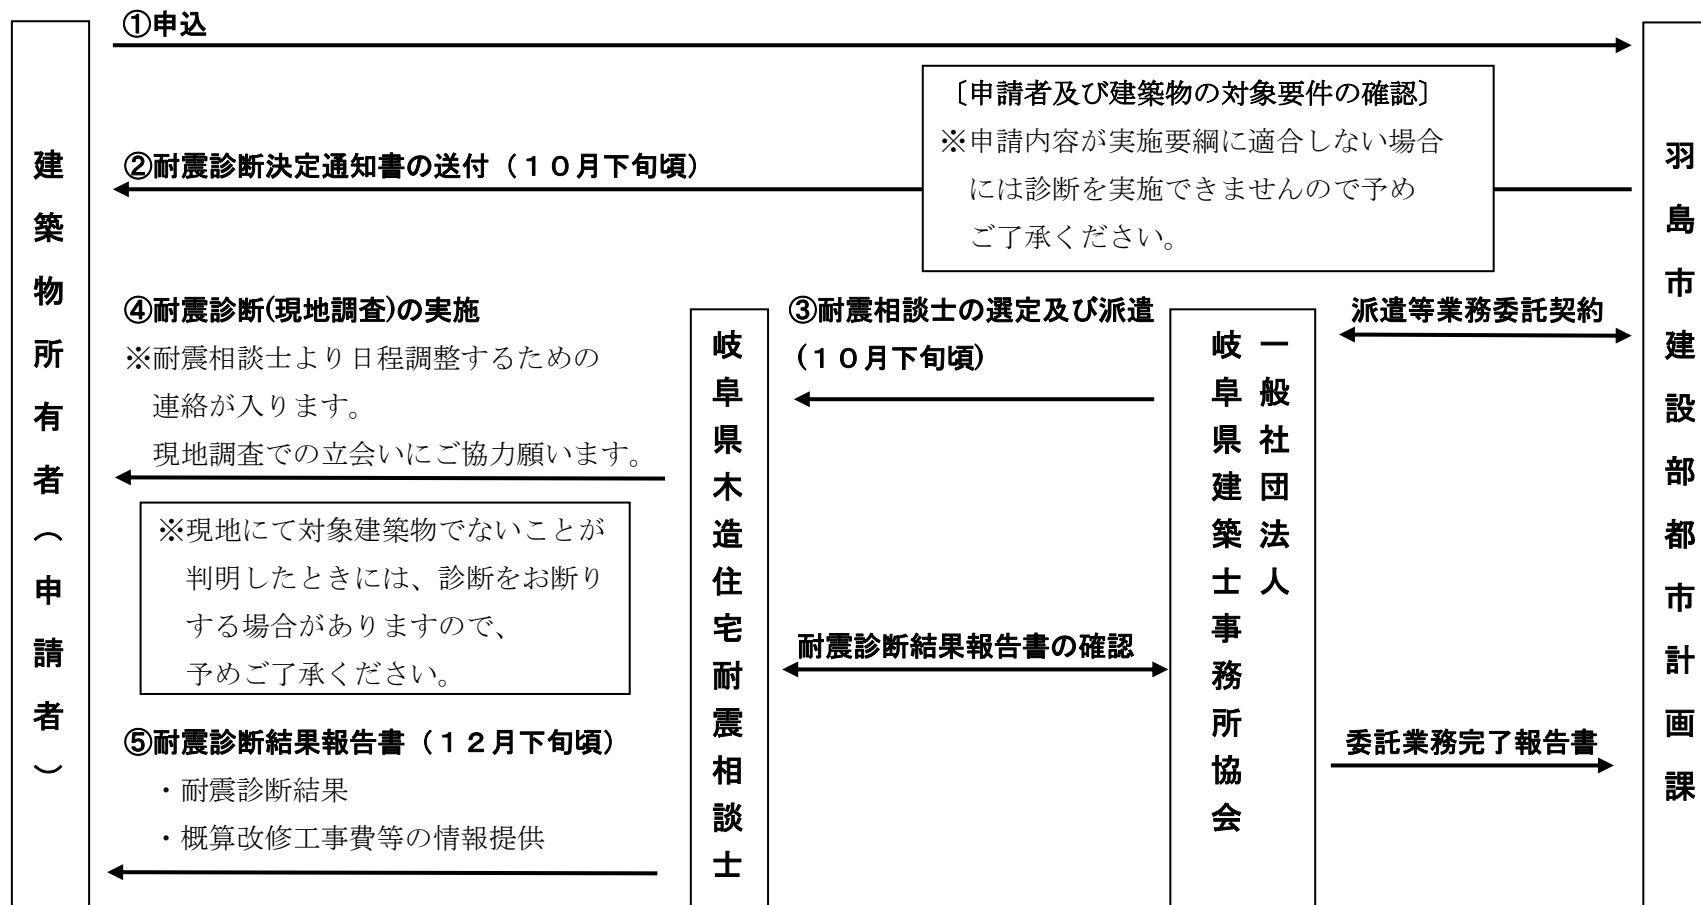 ①申込
建築物所有者（申請者）
羽島市建設部都市計画課
〔申請者及び建築物の対象要件の確認〕
※申請内容が実施要綱に適合しない場合
には診断を実施できませんので予め
ご了承ください。
②耐震診断決定通知書の送付（１０月下旬頃）
④耐震診断(現地調査)の実施
※耐震相談士より日程調整するための
連絡が入ります。
現地調査での立会いにご協力願います。
※現地にて対象建築物でないことが
判明したときには、診断をお断り
する場合がありますので、
予めご了承ください。
⑤耐震診断結果報告書（１２月下旬頃）
・耐震診断結果
・概算改修工事費等の情報提供
岐阜県木造住宅耐震相談士
③耐震相談士の選定及び派遣
（１０月下旬頃）
耐震診断結果報告書の確認
一般社団法人
岐阜県建築士事務所協会
派遣等業務委託契約
委託業務完了報告書